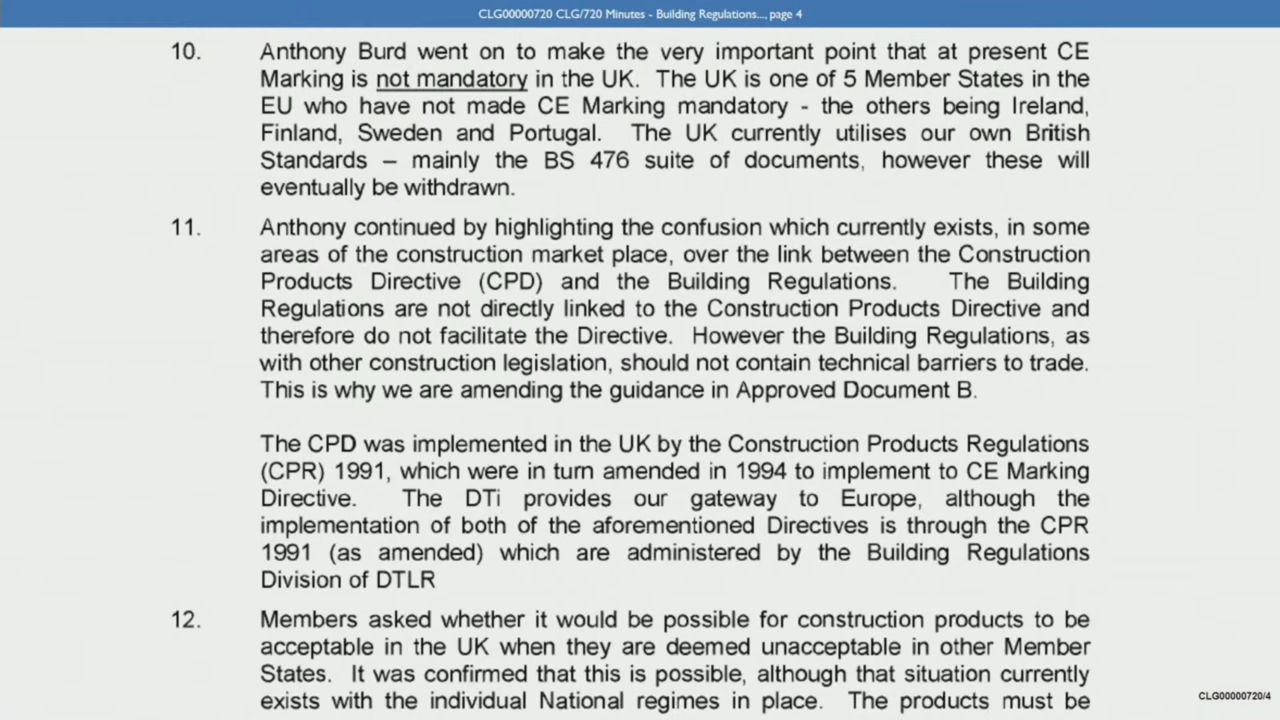 CLG00000720 CLG/720 Minutes - Building Regulations..., page 4
10. Anthony Burd went on to make the very important point that at present CE
Marking is not mandatory in the UK. The UK is one of 5 Member States in the
EU who have not made CE Marking mandatory - the others being Ireland,
Finland, Sweden and Portugal. The UK currently utilises our own British
Standards – mainly the BS 476 suite of documents, however these will
eventually be withdrawn.
11. Anthony continued by highlighting the confusion which currently exists, in some
areas of the construction market place, over the link between the Construction
Products Directive (CPD) and the Building Regulations. The Building
Regulations are not directly linked to the Construction Products Directive and
therefore do not facilitate the Directive. However the Building Regulations, as
with other construction legislation, should not contain technical barriers to trade.
This is why we are amending the guidance in Approved Document B.
The CPD was implemented in the UK by the Construction Products Regulations
(CPR) 1991, which were in turn amended in 1994 to implement to CE Marking
Directive. The DTi provides our gateway to Europe, although the
implementation of both of the aforementioned Directives is through the CPR
1991 (as amended) which are administered by the Building Regulations
Division of DTLR
12. Members asked whether it would be possible for construction products to be
acceptable in the UK when they are deemed unacceptable in other Member
States. It was confirmed that this is possible, although that situation currently
exists with the individual National regimes in place. The products must be
CLG00000720/4